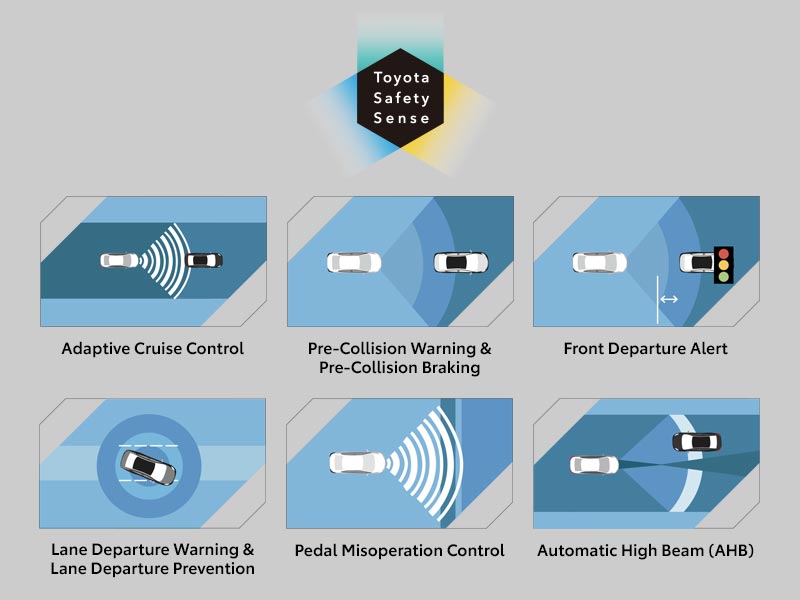 Toyota
Safety
Sense
Adaptive Cruise Control
Pre-Collision Warning &
Pre-Collision Braking
Front Departure Alert
Lane Departure Warning &
Lane Departure Prevention
Pedal Misoperation Control
Automatic High Beam (AHB)